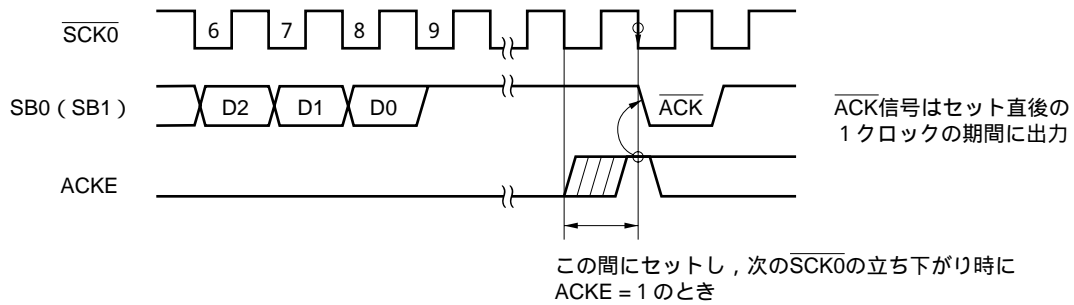 SCK0
6 7 8 9
SB0（SB1）
D2 D1 D0
ACK
ACK信号はセット直後の
1クロックの期間に出力
ACKE
この間にセットし，次のSCK0の立ち下がり時に
ACKE＝1のとき